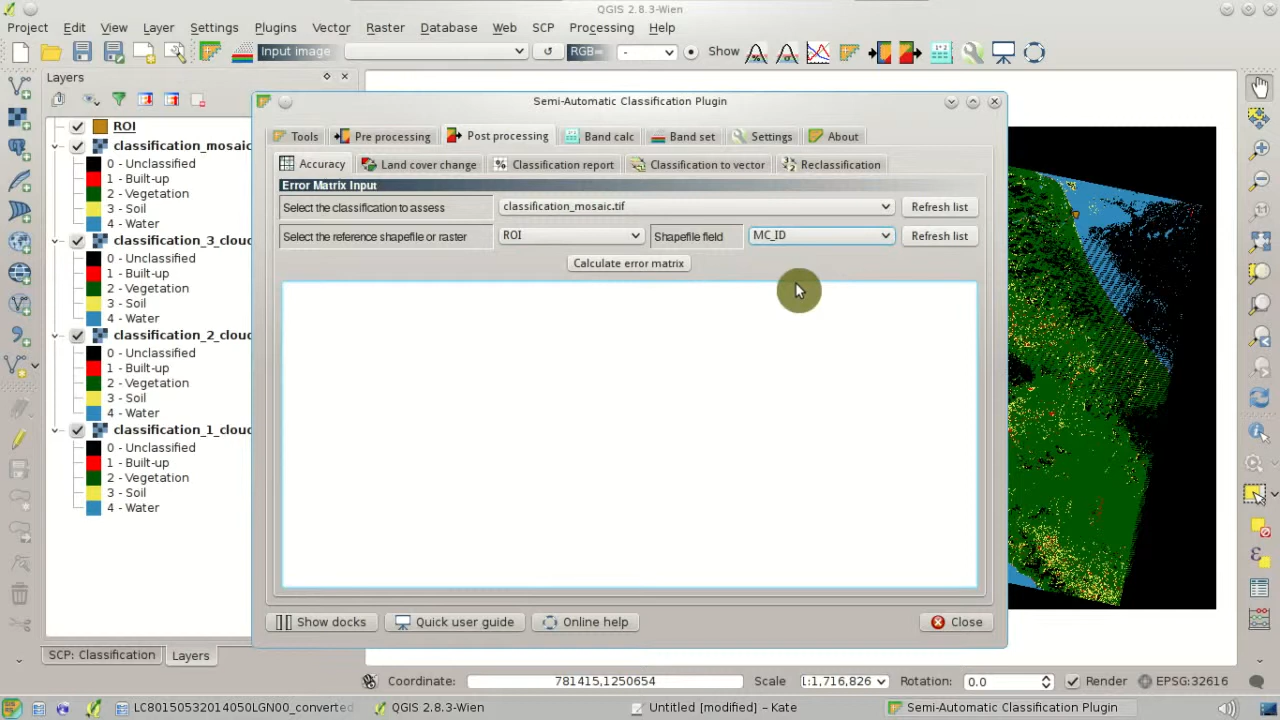 QGIS 2.8.3-Wien
Project Edit View Layer Settings Plugins Vector Raster Database Web SCP Processing Help
Input image RGB= - Show
Layers
Semi-Automatic Classification Plugin
Tools Pre processing Post processing Band calc Band set Settings About
Accuracy Land cover change Classification report Classification to vector Reclassification
Error Matrix Input
Select the classification to assess classification_mosaic.tif Refresh list
Select the reference shapefile or raster ROI Shapefile field MC_ID Refresh list
Calculate error matrix
ROI
classification_mosaic
0 - Unclassified
1 - Built-up
2 - Vegetation
3 - Soil
4 - Water
classification_3_cloud
0 - Unclassified
1 - Built-up
2 - Vegetation
3 - Soil
4 - Water
classification_2_cloud
0 - Unclassified
1 - Built-up
2 - Vegetation
3 - Soil
4 - Water
classification_1_cloud
0 - Unclassified
1 - Built-up
2 - Vegetation
3 - Soil
4 - Water
Show docks Quick user guide Online help Close
SCP: Classification Layers
Coordinate: 781415,1250654 Scale 1:1,716,826 Rotation: 0.0 Render EPSG:32616
LC80150532014050LGN00_converted QGIS 2.8.3-Wien Untitled [modified] – Kate Semi-Automatic Classification Plugin